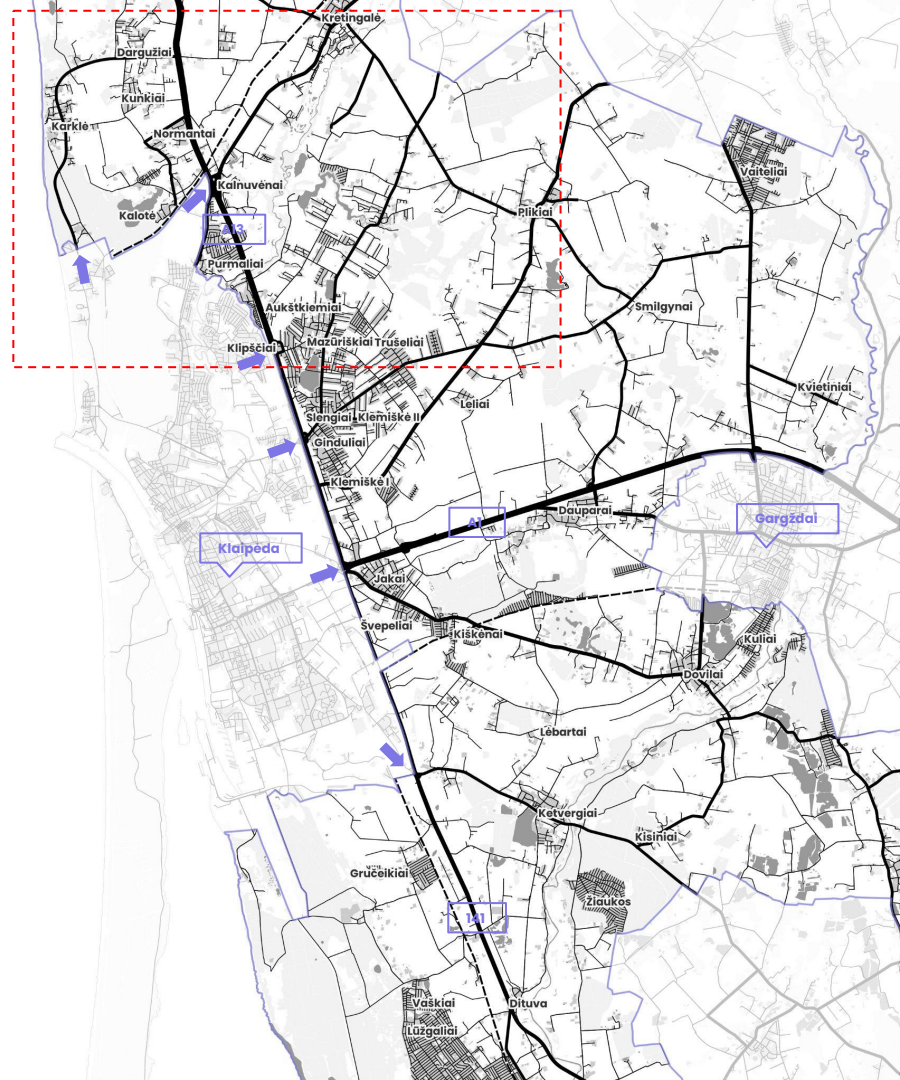 Kretingalė
Dargužiai
Kunkiai
Karklė
Normantai
Vaiteliai
Kalnuvėnai
Kalotė
Plikiai
A13
Purmaliai
Aukštkiemiai
Smilgynai
Klipščiai
Mazūriškiai
Trušeliai
Kvietiniai
Leliai
Slengiai
Klemiškė II
Ginduliai
Klemiškė I
Dauparai
A1
Gargždai
Klaipėda
Jakai
Švepeliai
Kiškėnai
Kuliai
Dovilai
Lėbartai
Ketvergiai
Kisiniai
Gručeikiai
Žiaukos
141
Vaškiai
Dituva
Lūžgaliai